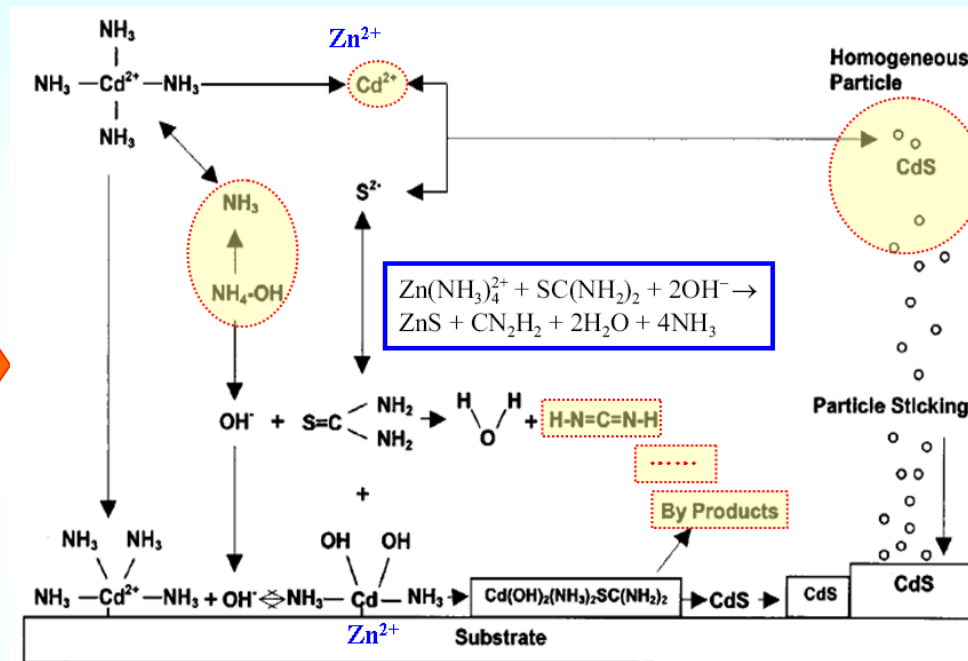 NH₃
Zn²⁺
NH₃ —Cd²⁺—NH₃
Cd²⁺
NH₃
Homogeneous
Particle
CdS
S²⁻
NH₃
NH₄-OH
Zn(NH₃)₄²⁺ + SC(NH₂)₂ + 2OH⁻ →
ZnS + CN₂H₂ + 2H₂O + 4NH₃
OH⁻ + S=C NH₂ NH₂ H O H + H-N=C=N-H
Particle Sticking
......
+
By Products
NH₃ NH₃
OH OH
NH₃ —Cd²⁺—NH₃ + OH⁻ NH₃—Cd—NH₃ Cd(OH)₂(NH₃)₂SC(NH₂)₂ CdS CdS CdS
Zn²⁺
Substrate